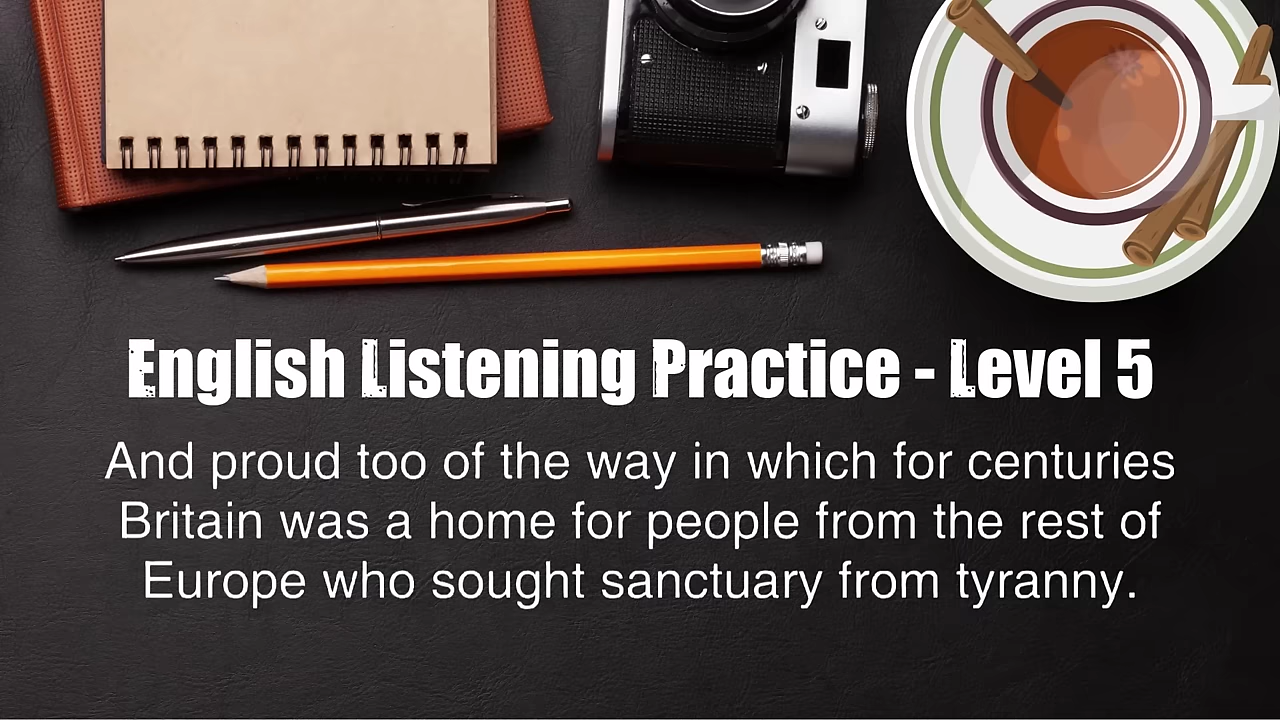 English Listening Practice - Level 5
And proud too of the way in which for centuries
Britain was a home for people from the rest of
Europe who sought sanctuary from tyranny.